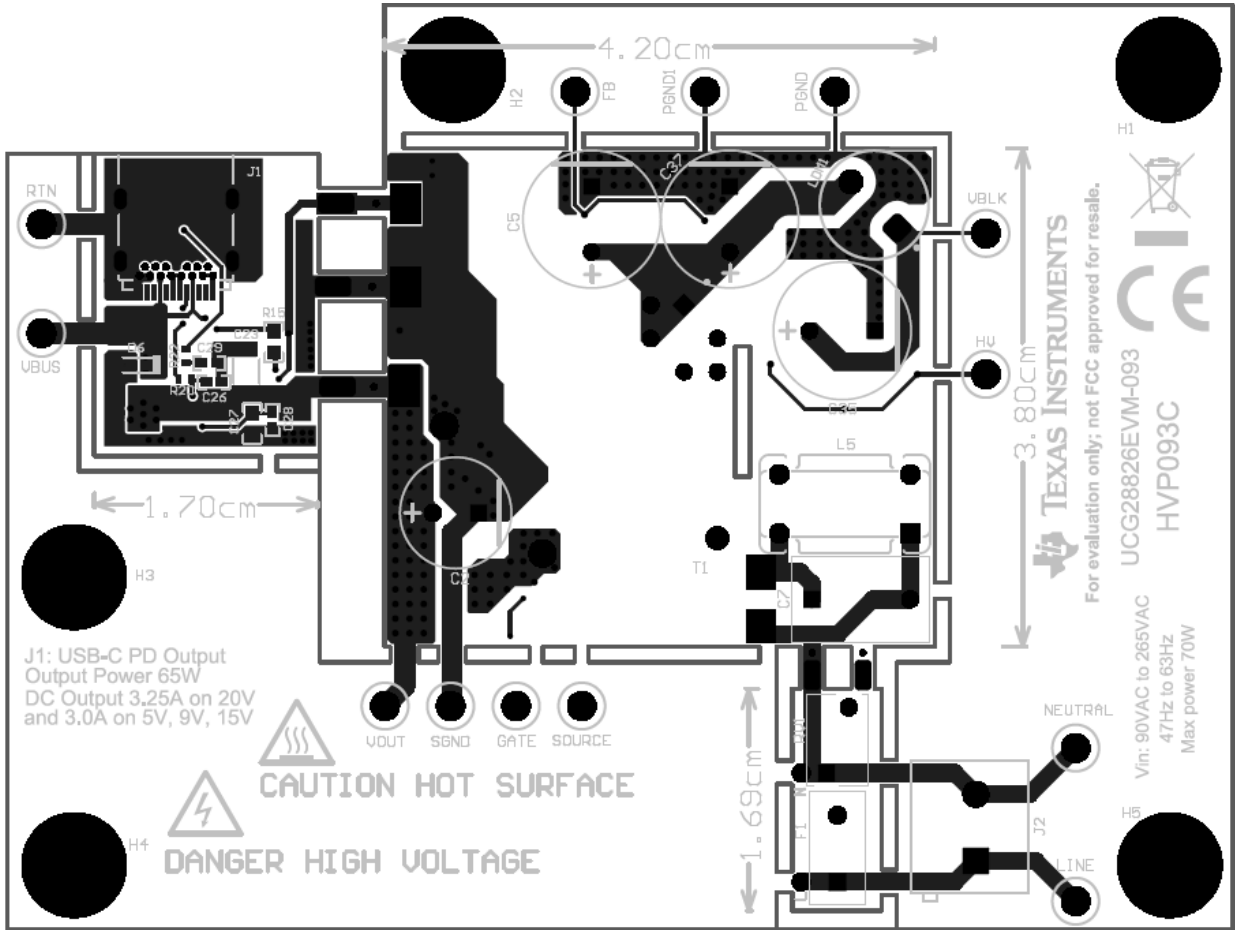 4.20cm
H2
FB
PGND1
PGND
H1
C37
LDM1
J1
RTN
C5
VBLK
R15
C23
VBUS
D6
R22
C29
R20
C26
C27
C28
HV
C35
3.80cm
L5
TEXAS INSTRUMENTS
For evaluation only; not FCC approved for resale.
UCG28826EVM-093
HVP093C
1.70cm
C2
T1
C7
H3
J1: USB-C PD Output
Output Power 65W
DC Output 3.25A on 20V
and 3.0A on 5V, 9V, 15V
VOUT
SGND
GATE
SOURCE
NEUTRAL
Vin: 90VAC to 265VAC
47Hz to 63Hz
Max power 70W
CAUTION HOT SURFACE
1.69cm
N
F1
J2
H5
H4
DANGER HIGH VOLTAGE
L
LINE